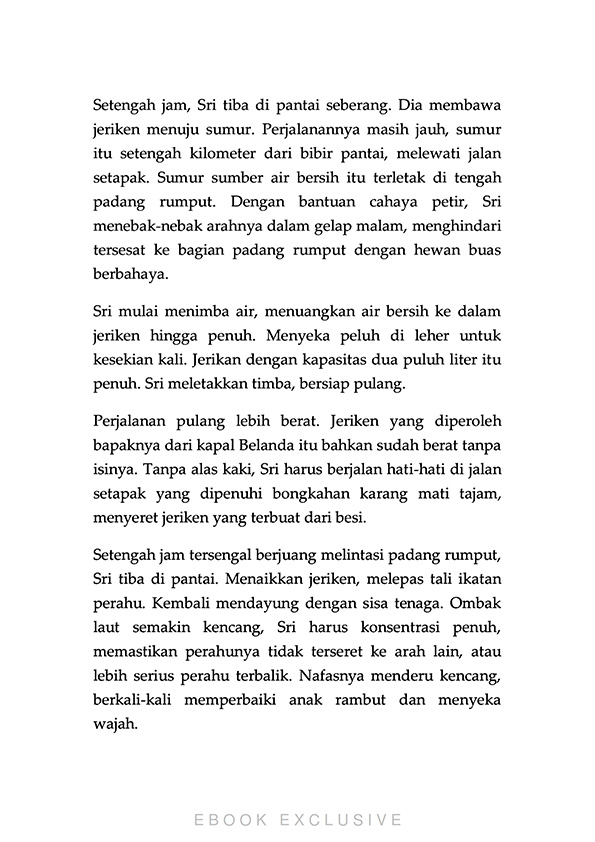 Setengah jam, Sri tiba di pantai seberang. Dia membawa
jeriken menuju sumur. Perjalanannya masih jauh, sumur
itu setengah kilometer dari bibir pantai, melewati jalan
setapak. Sumur sumber air bersih itu terletak di tengah
padang rumput. Dengan bantuan cahaya petir, Sri
menebak-nebak arahnya dalam gelap malam, menghindari
tersesat ke bagian padang rumput dengan hewan buas
berbahaya.
Sri mulai menimba air, menuangkan air bersih ke dalam
jeriken hingga penuh. Menyeka peluh di leher untuk
kesekian kali. Jerikan dengan kapasitas dua puluh liter itu
penuh. Sri meletakkan timba, bersiap pulang.
Perjalanan pulang lebih berat. Jeriken yang diperoleh
bapaknya dari kapal Belanda itu bahkan sudah berat tanpa
isinya. Tanpa alas kaki, Sri harus berjalan hati-hati di jalan
setapak yang dipenuhi bongkahan karang mati tajam,
menyeret jeriken yang terbuat dari besi.
Setengah jam tersengal berjuang melintasi padang rumput,
Sri tiba di pantai. Menaikkan jeriken, melepas tali ikatan
perahu. Kembali mendayung dengan sisa tenaga. Ombak
laut semakin kencang, Sri harus konsentrasi penuh,
memastikan perahunya tidak terseret ke arah lain, atau
lebih serius perahu terbalik. Nafasnya menderu kencang,
berkali-kali memperbaiki anak rambut dan menyeka
wajah.
EBOOK EXCLUSIVE